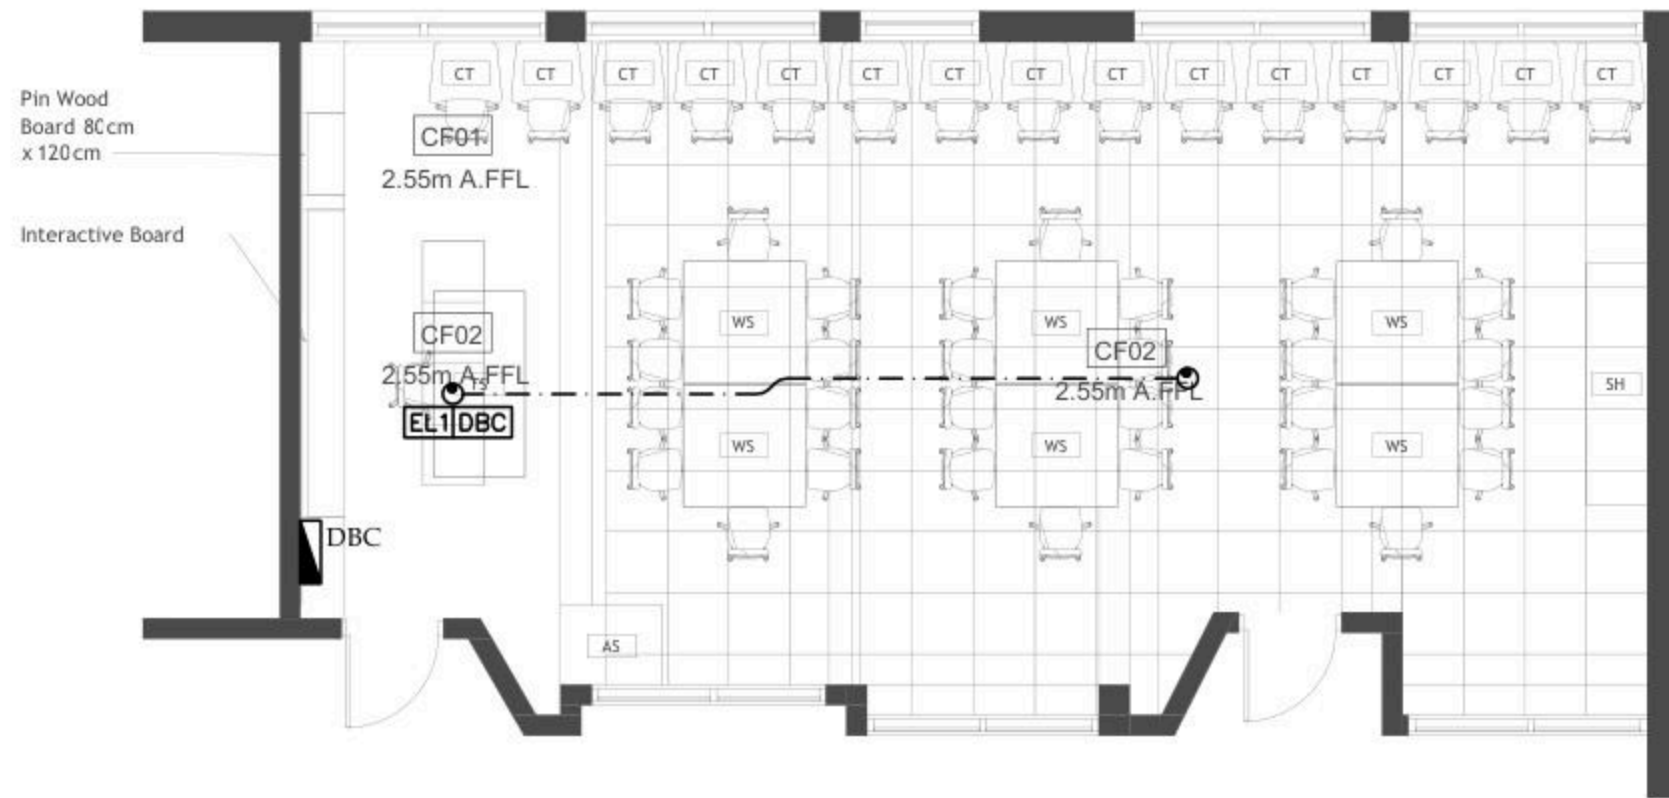 CT CT CT CT CT CT CT CT CT CT CT CT CT CT CT
Pin Wood
Board 80cm
x 120cm
CF01
2.55m A.FFL
Interactive Board
WS WS WS
CF02
2.55m A.FFL
TS
CF02
2.55m A.FFL
SH
EL1 DBC
WS WS WS
DBC
AS